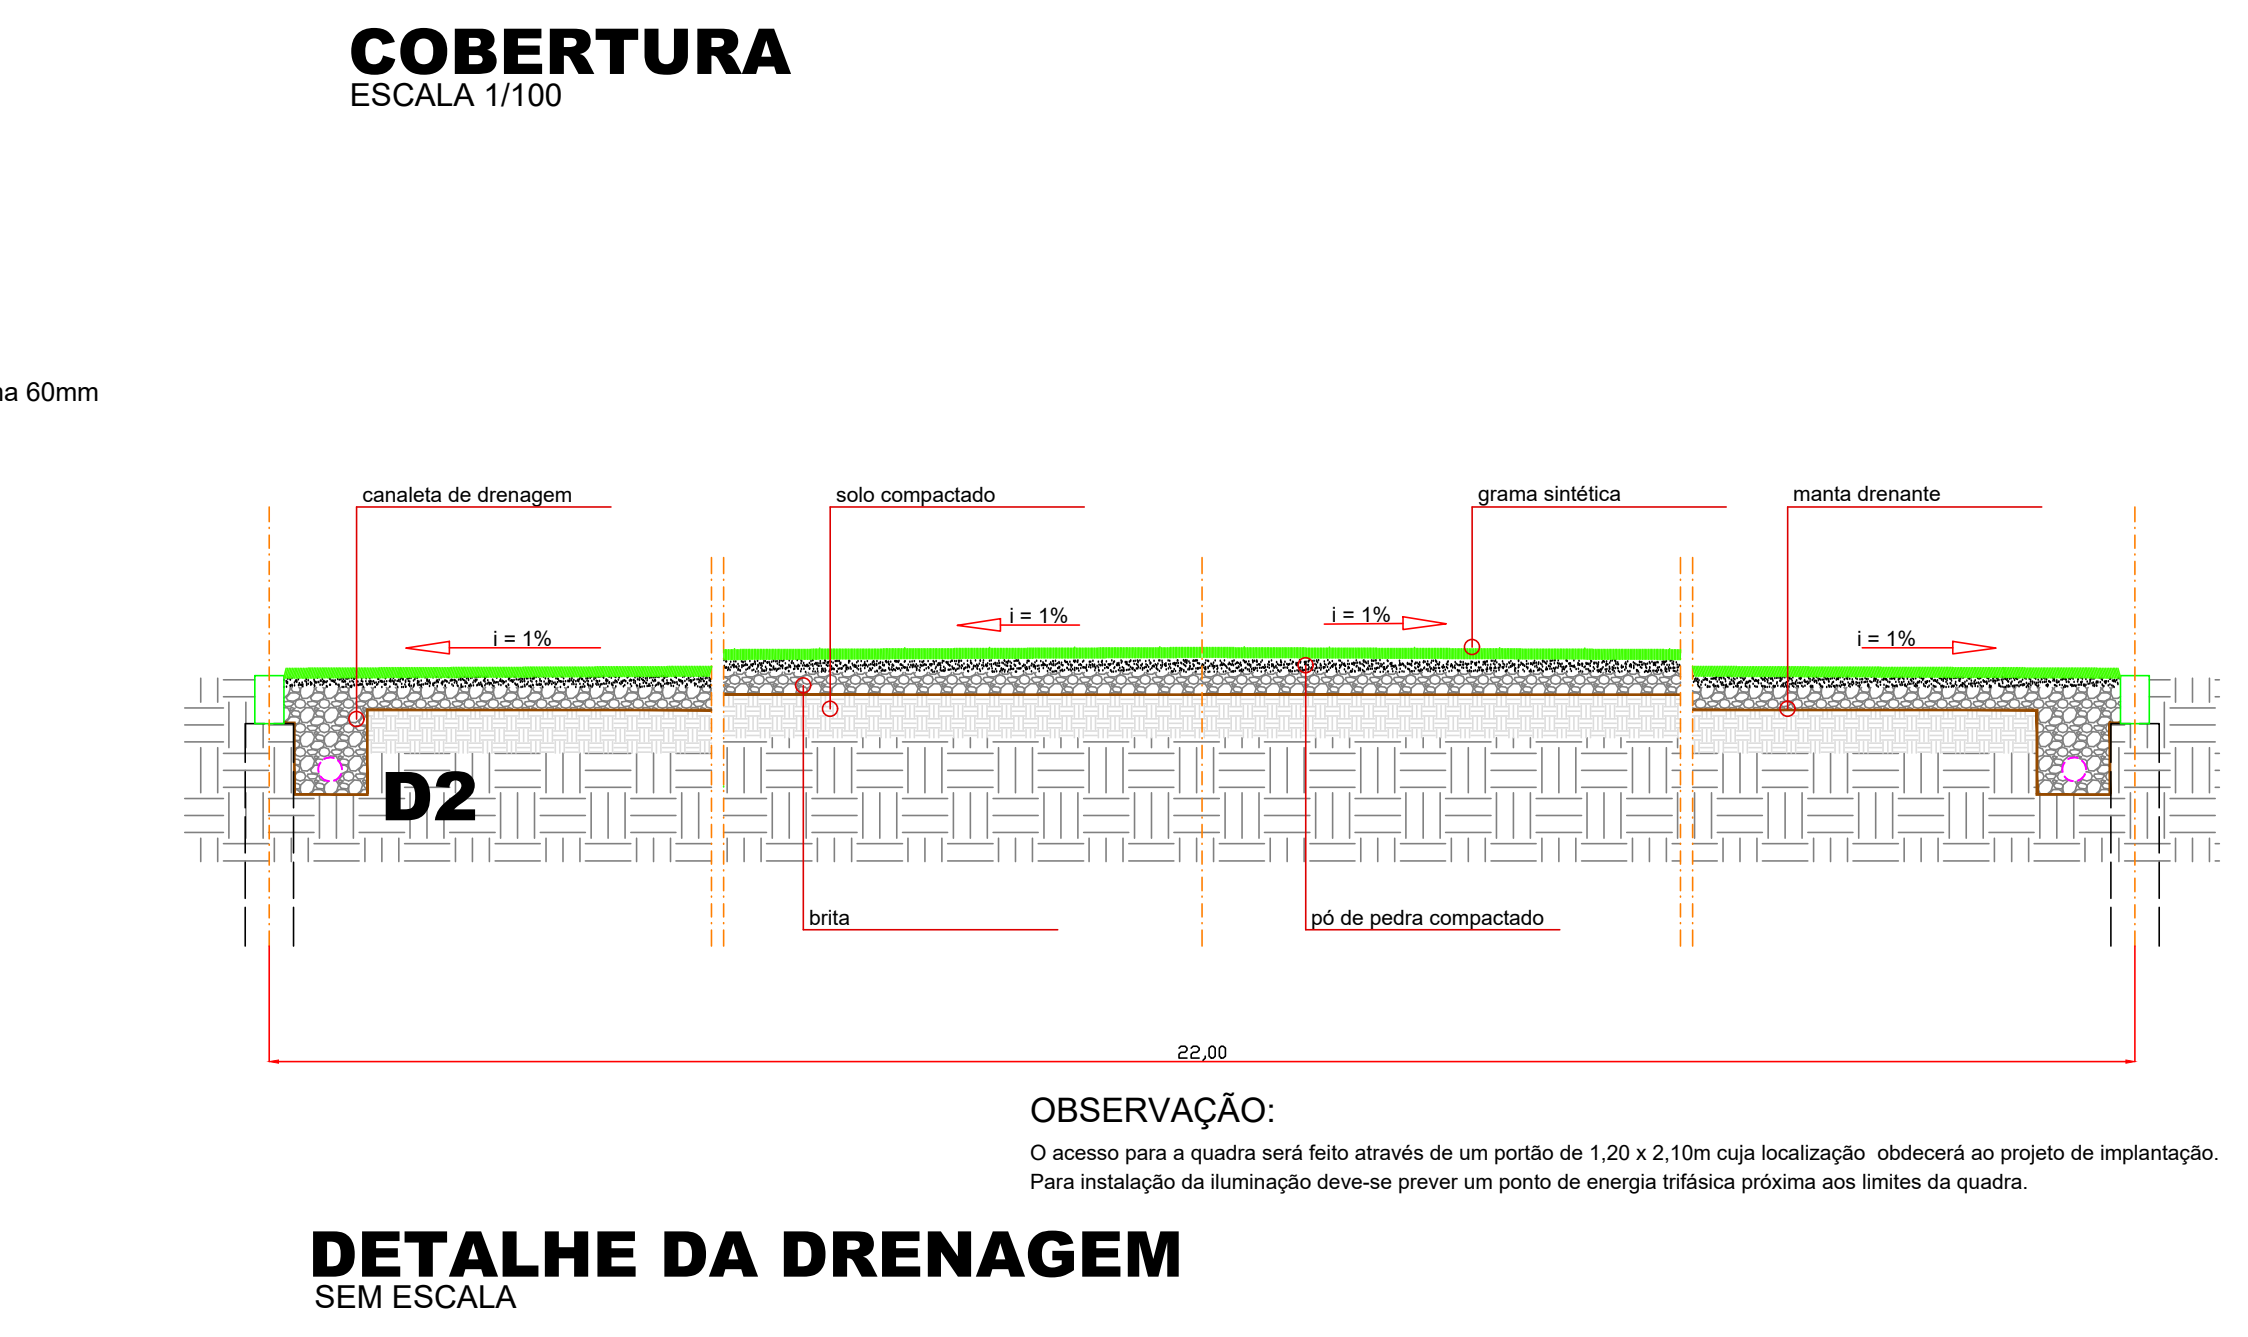 COBERTURA
ESCALA 1/100
60mm
canaleta de drenagem
solo compactado
grama sintética
manta drenante
i = 1%
i = 1%
i = 1%
i = 1%
D2
brita
pó de pedra compactado
22,00
OBSERVAÇÃO:
O acesso para a quadra será feito através de um portão de 1,20 x 2,10m cuja localização obdecerá ao projeto de implantação.
Para instalação da iluminação deve-se prever um ponto de energia trifásica próxima aos limites da quadra.
DETALHE DA DRENAGEM
SEM ESCALA